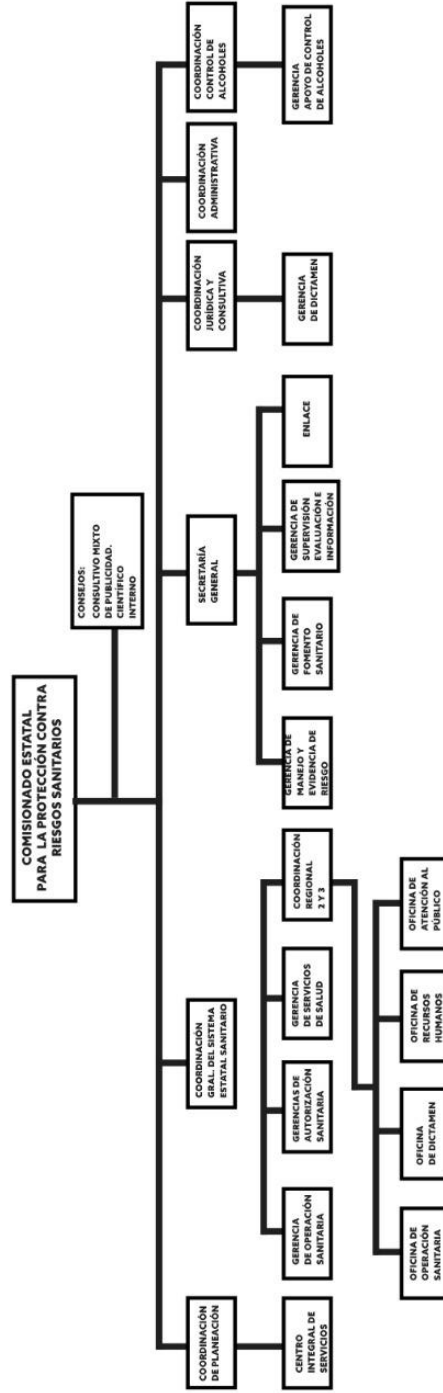 COMISIONADO ESTATAL
PARA LA PROTECCIÓN CONTRA
RIESGOS SANITARIOS
CONSEJOS:
CONSULTIVO MIXTO
DE PUBLICIDAD.
CIENTÍFICO
INTERNO
COORDINACIÓN
DE PLANEACIÓN
COORDINACIÓN
GRAL. DEL SISTEMA
ESTATAL SANITARIO
SECRETARÍA
GENERAL
COORDINACIÓN
JURÍDICA Y
CONSULTIVA
COORDINACIÓN
ADMINISTRATIVA
COORDINACIÓN
CONTROL DE
ALCOHOLES
CENTRO
INTEGRAL DE
SERVICIOS
GERENCIA
DE OPERACIÓN
SANITARIA
GERENCIAS DE
AUTORIZACIÓN
SANITARIA
GERENCIA
DE SERVICIOS
DE SALUD
COORDINACIÓN
REGIONAL
2 Y 3
GERENCIA DE
MANEJO Y
EVIDENCIA DE
RIESGO
GERENCIA DE
FOMENTO
SANITARIO
GERENCIA DE
SUPERVISIÓN
EVALUACIÓN E
INFORMACIÓN
ENLACE
GERENCIA
DE DICTAMEN
GERENCIA
APOYO DE CONTROL
DE ALCOHOLES
OFICINA DE
OPERACIÓN
SANITARIA
OFICINA
DE DICTAMEN
OFICINA DE
RECURSOS
HUMANOS
OFICINA DE
ATENCIÓN AL
PÚBLICO